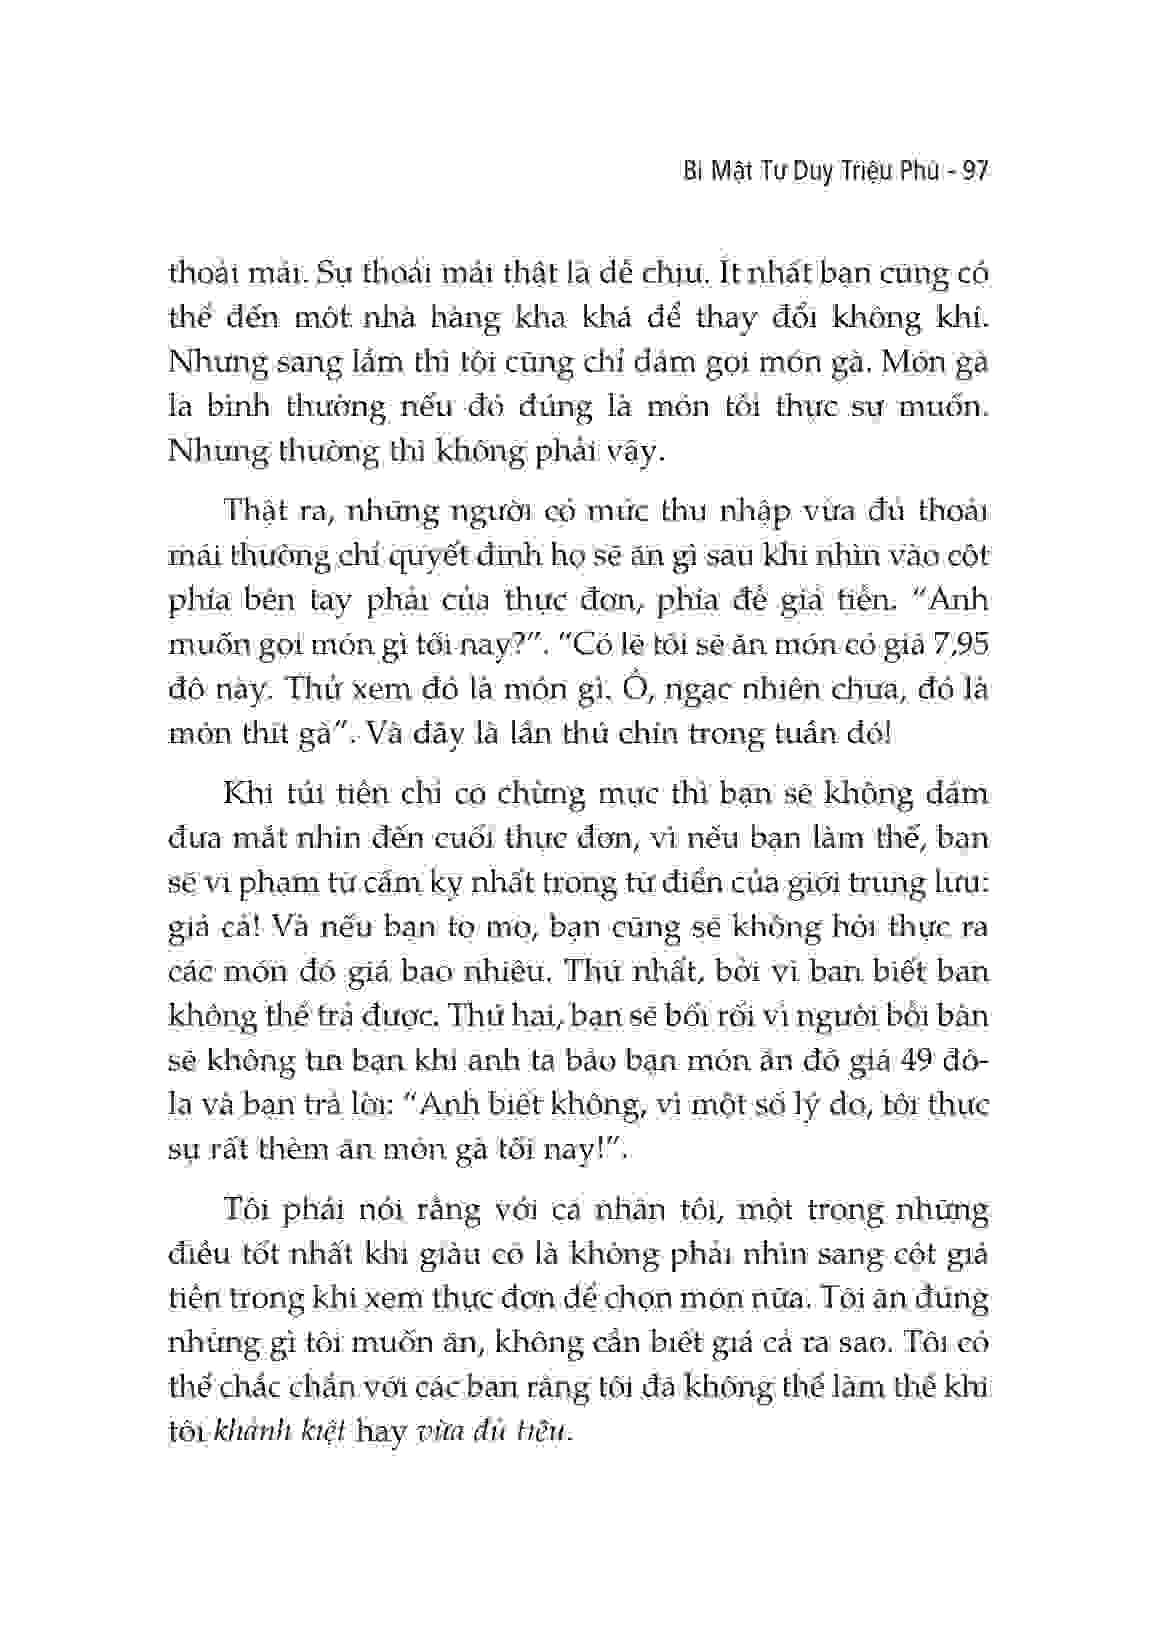 Bí Mật Tư Duy Triệu Phú - 97
thoải mái. Sự thoải mái thật là dễ chịu. Ít nhất bạn cũng có
thể đến một nhà hàng kha khá để thay đổi không khí.
Nhưng sang lắm thì tôi cũng chỉ dám gọi món gà. Món gà
là bình thường nếu đó đúng là món tôi thực sự muốn.
Nhưng thường thì không phải vậy.
Thật ra, những người có mức thu nhập vừa đủ thoải
mái thường chỉ quyết định họ sẽ ăn gì sau khi nhìn vào cột
phía bên tay phải của thực đơn, phía đề giá tiền. “Anh
muốn gọi món gì tối nay?”. “Có lẽ tôi sẽ ăn món có giá 7,95
đô này. Thử xem đó là món gì. Ồ, ngạc nhiên chưa, đó là
món thịt gà”. Và đây là lần thứ chín trong tuần đó!
Khi túi tiền chỉ có chừng mực thì bạn sẽ không dám
đưa mắt nhìn đến cuối thực đơn, vì nếu bạn làm thế, bạn
sẽ vi phạm từ cấm kỵ nhất trong từ điển của giới trung lưu:
giá cả! Và nếu bạn tò mò, bạn cũng sẽ không hỏi thực ra
các món đó giá bao nhiêu. Thứ nhất, bởi vì bạn biết bạn
không thể trả được. Thứ hai, bạn sẽ bối rối vì người bồi bàn
sẽ không tin bạn khi anh ta bảo bạn món ăn đó giá 49 đô-
la và bạn trả lời: “Anh biết không, vì một số lý do, tôi thực
sự rất thèm ăn món gà tối nay!”.
Tôi phải nói rằng với cá nhân tôi, một trong những
điều tốt nhất khi giàu có là không phải nhìn sang cột giá
tiền trong khi xem thực đơn để chọn món nữa. Tôi ăn đúng
những gì tôi muốn ăn, không cần biết giá cả ra sao. Tôi có
thể chắc chắn với các bạn rằng tôi đã không thể làm thế khi
tôi khánh kiệt hay vừa đủ tiêu.